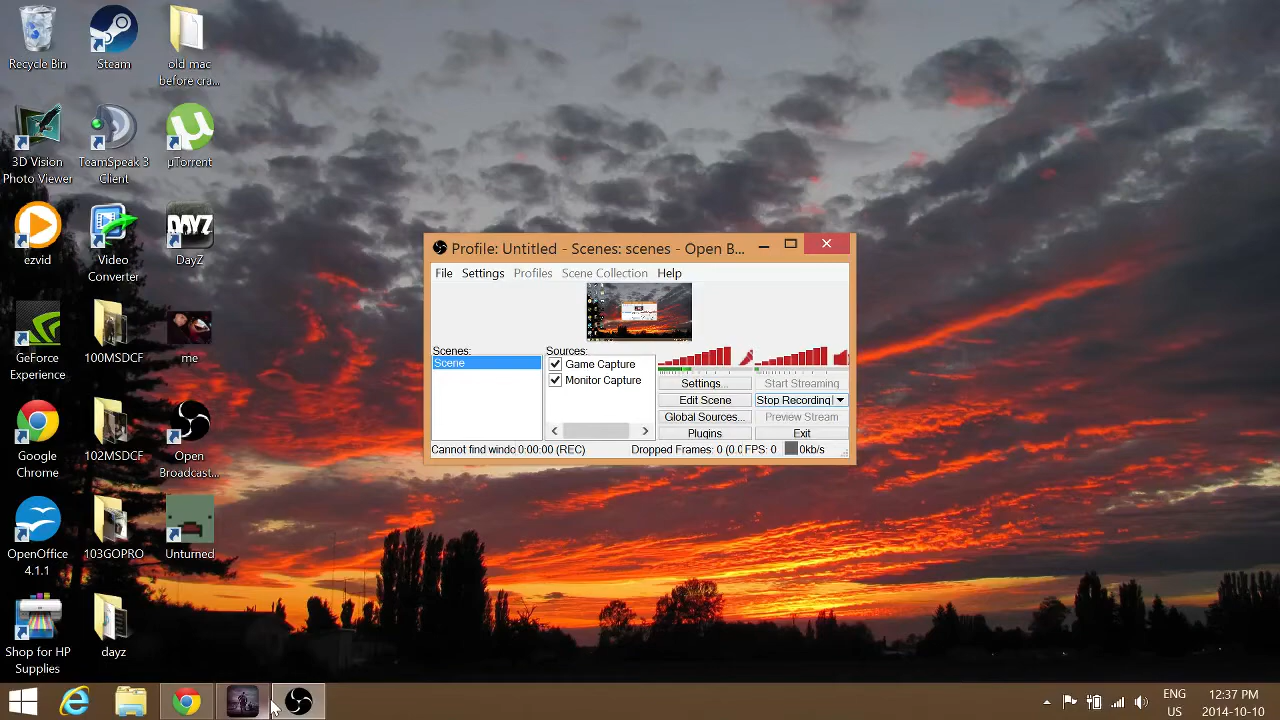 Recycle Bin
Steam
old mac
before cra...
3D Vision
Photo Viewer
TeamSpeak 3
Client
µTorrent
ezvid
Video
Converter
DAYZ
DayZ
GeForce
Experience
100MSDCF
me
Google
Chrome
102MSDCF
Open
Broadcast...
OpenOffice
4.1.1
103GOPRO
Unturned
Shop for HP
Supplies
dayz
Profile: Untitled - Scenes: scenes - Open B...
File Settings Profiles Scene Collection Help
Scenes:
Scene
Sources:
Game Capture
Monitor Capture
Settings...
Start Streaming
Edit Scene
Stop Recording
Global Sources...
Preview Stream
Plugins
Exit
Cannot find windo 0:00:00 (REC)
Dropped Frames: 0 (0.0 FPS: 0
0kb/s
ENG
US
12:37 PM
2014-10-10